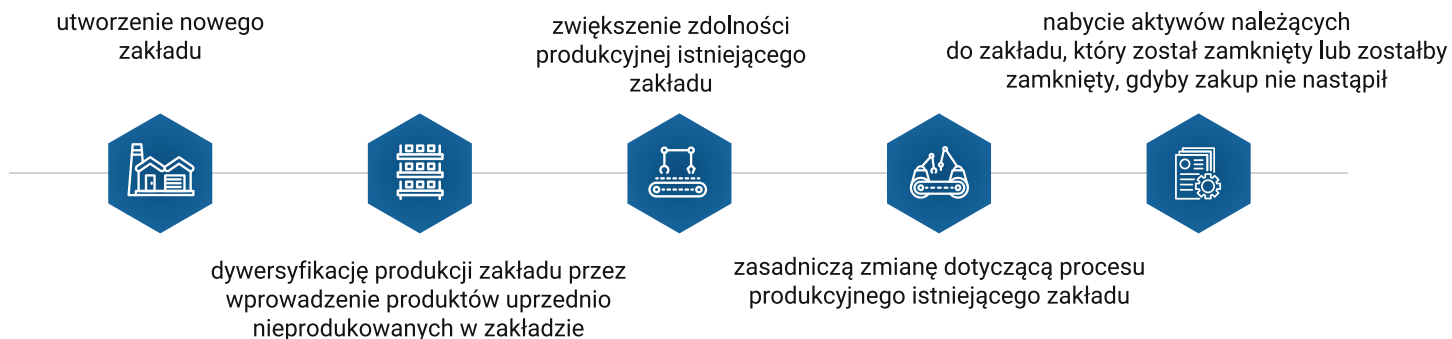 utworzenie nowego
zakładu
dywersyfikację produkcji zakładu przez
wprowadzenie produktów uprzednio
nieprodukowanych w zakładzie
zwiększenie zdolności
produkcyjnej istniejącego
zakładu
zasadniczą zmianę dotyczącą procesu
produkcyjnego istniejącego zakładu
nabycie aktywów należących
do zakładu, który został zamknięty lub zostałby
zamknięty, gdyby zakup nie nastąpił